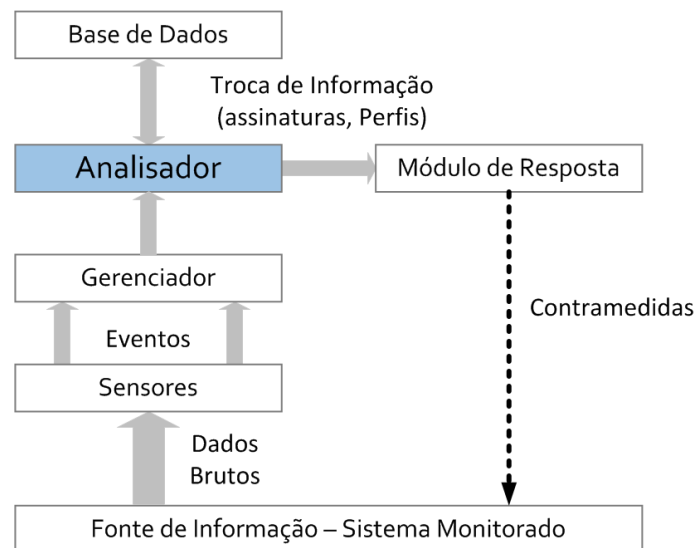 Base de Dados
Troca de Informação
(assinaturas, Perfis)
Analisador
Módulo de Resposta
Gerenciador
Contramedidas
Eventos
Sensores
Dados
Brutos
Fonte de Informação – Sistema Monitorado